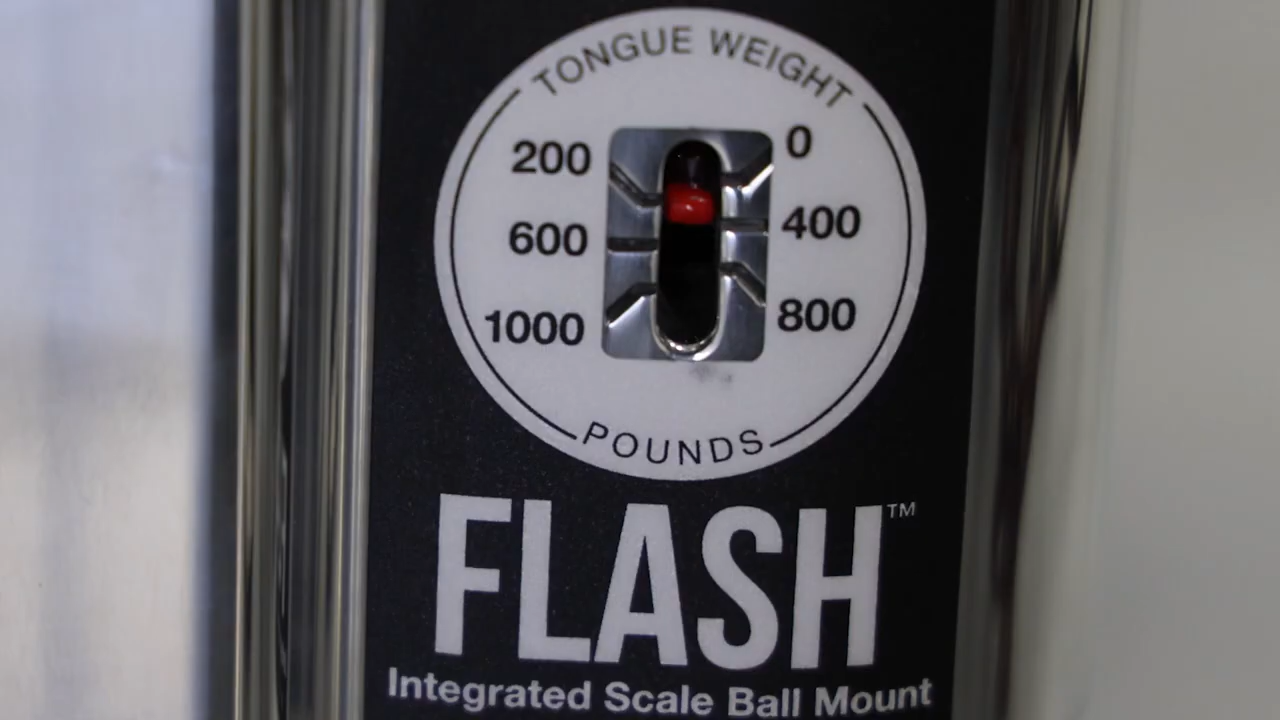 TONGUE WEIGHT
200 0
600 400
1000 800
POUNDS
FLASH™
Integrated Scale Ball Mount